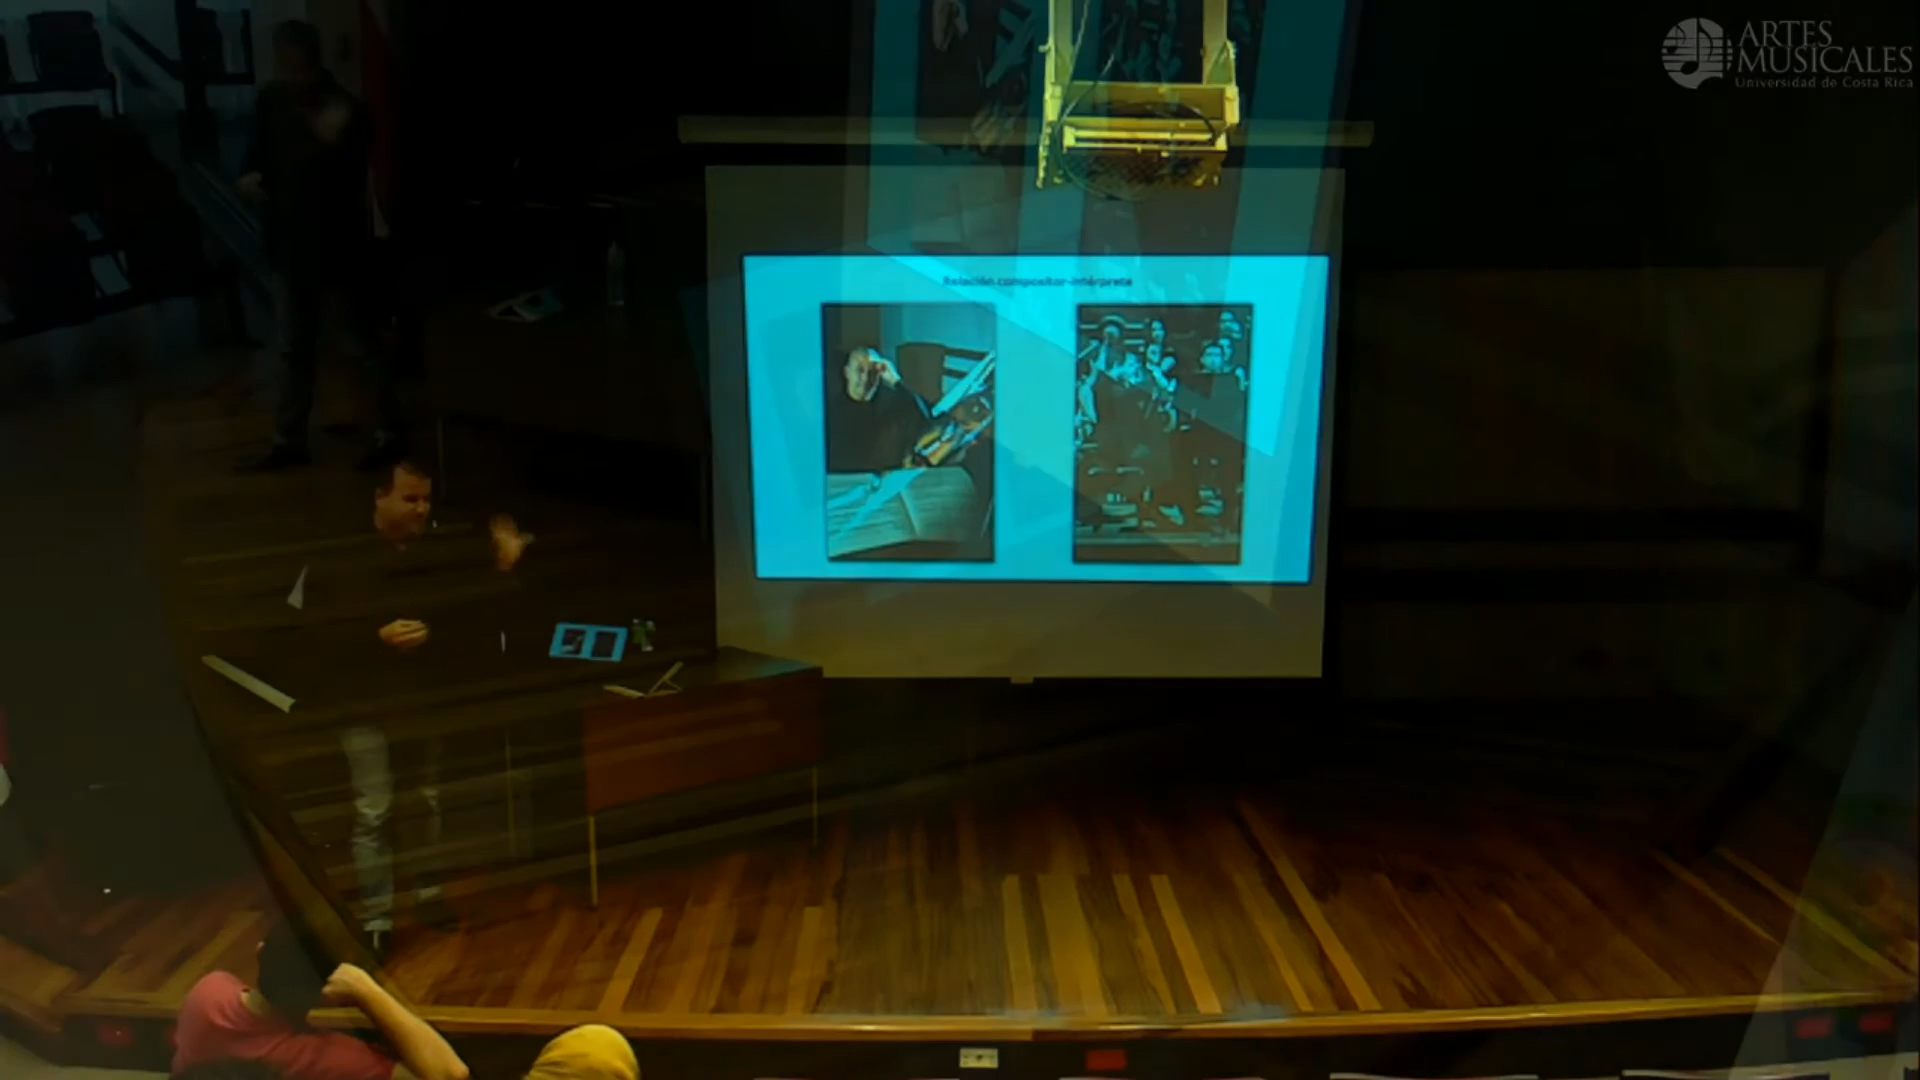 ARTES
MUSICALES
Universidad de Costa Rica
Relación compositor-intérprete